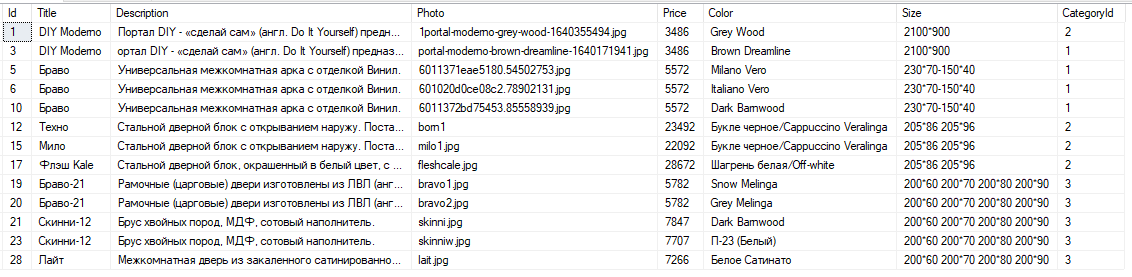 Id Title Description Photo Price Color Size CategoryId
1 DIY Moderno Портал DIY - «сделай сам» (англ. Do It Yourself) предн... 1portal-moderno-grey-wood-1640355494.jpg 3486 Grey Wood 2100*900 2
3 DIY Moderno ортал DIY - «сделай сам» (англ. Do It Yourself) предназ... portal-moderno-brown-dreamline-1640171941.jpg 3486 Brown Dreamline 2100*900 1
5 Браво Универсальная межкомнатная арка с отделкой Винил. 6011371eae5180.54502753.jpg 5572 Milano Vero 230*70-150*40 1
6 Браво Универсальная межкомнатная арка с отделкой Винил. 601020d0ce08c2.78902131.jpg 5572 Italiano Vero 230*70-150*40 1
10 Браво Универсальная межкомнатная арка с отделкой Винил. 6011372bd75453.85558939.jpg 5572 Dark Barnwood 230*70-150*40 1
12 Техно Стальной дверной блок с открыванием наружу. Поста... bom1 23492 Букле черное/Cappuccino Veralinga 205*86 205*96 2
15 Мило Стальной дверной блок с открыванием наружу. Поста... milo1.jpg 22092 Букле черное/Cappuccino Veralinga 205*86 205*96 2
17 Флэш Kale Стальной дверной блок, окрашенный в белый цвет, с ... fleshcale.jpg 28672 Шагрень белая/Off-white 205*86 205*96 2
19 Браво-21 Рамочные (царговые) двери изготовлены из ЛВЛ (анг... bravo1.jpg 5782 Snow Melinga 200*60 200*70 200*80 200*90 3
20 Браво-21 Рамочные (царговые) двери изготовлены из ЛВЛ (анг... bravo2.jpg 5782 Grey Melinga 200*60 200*70 200*80 200*90 3
21 Скинни-12 Брус хвойных пород, МДФ, сотовый наполнитель. skinni.jpg 7847 Dark Barnwood 200*60 200*70 200*80 200*90 3
23 Скинни-12 Брус хвойных пород, МДФ, сотовый наполнитель. skinniw.jpg 7707 П-23 (Белый) 200*60 200*70 200*80 200*90 3
28 Лайт Межкомнатная дверь из закаленного сатинированно... lait.jpg 7266 Белое Сатинато 200*60 200*70 200*80 200*90 3